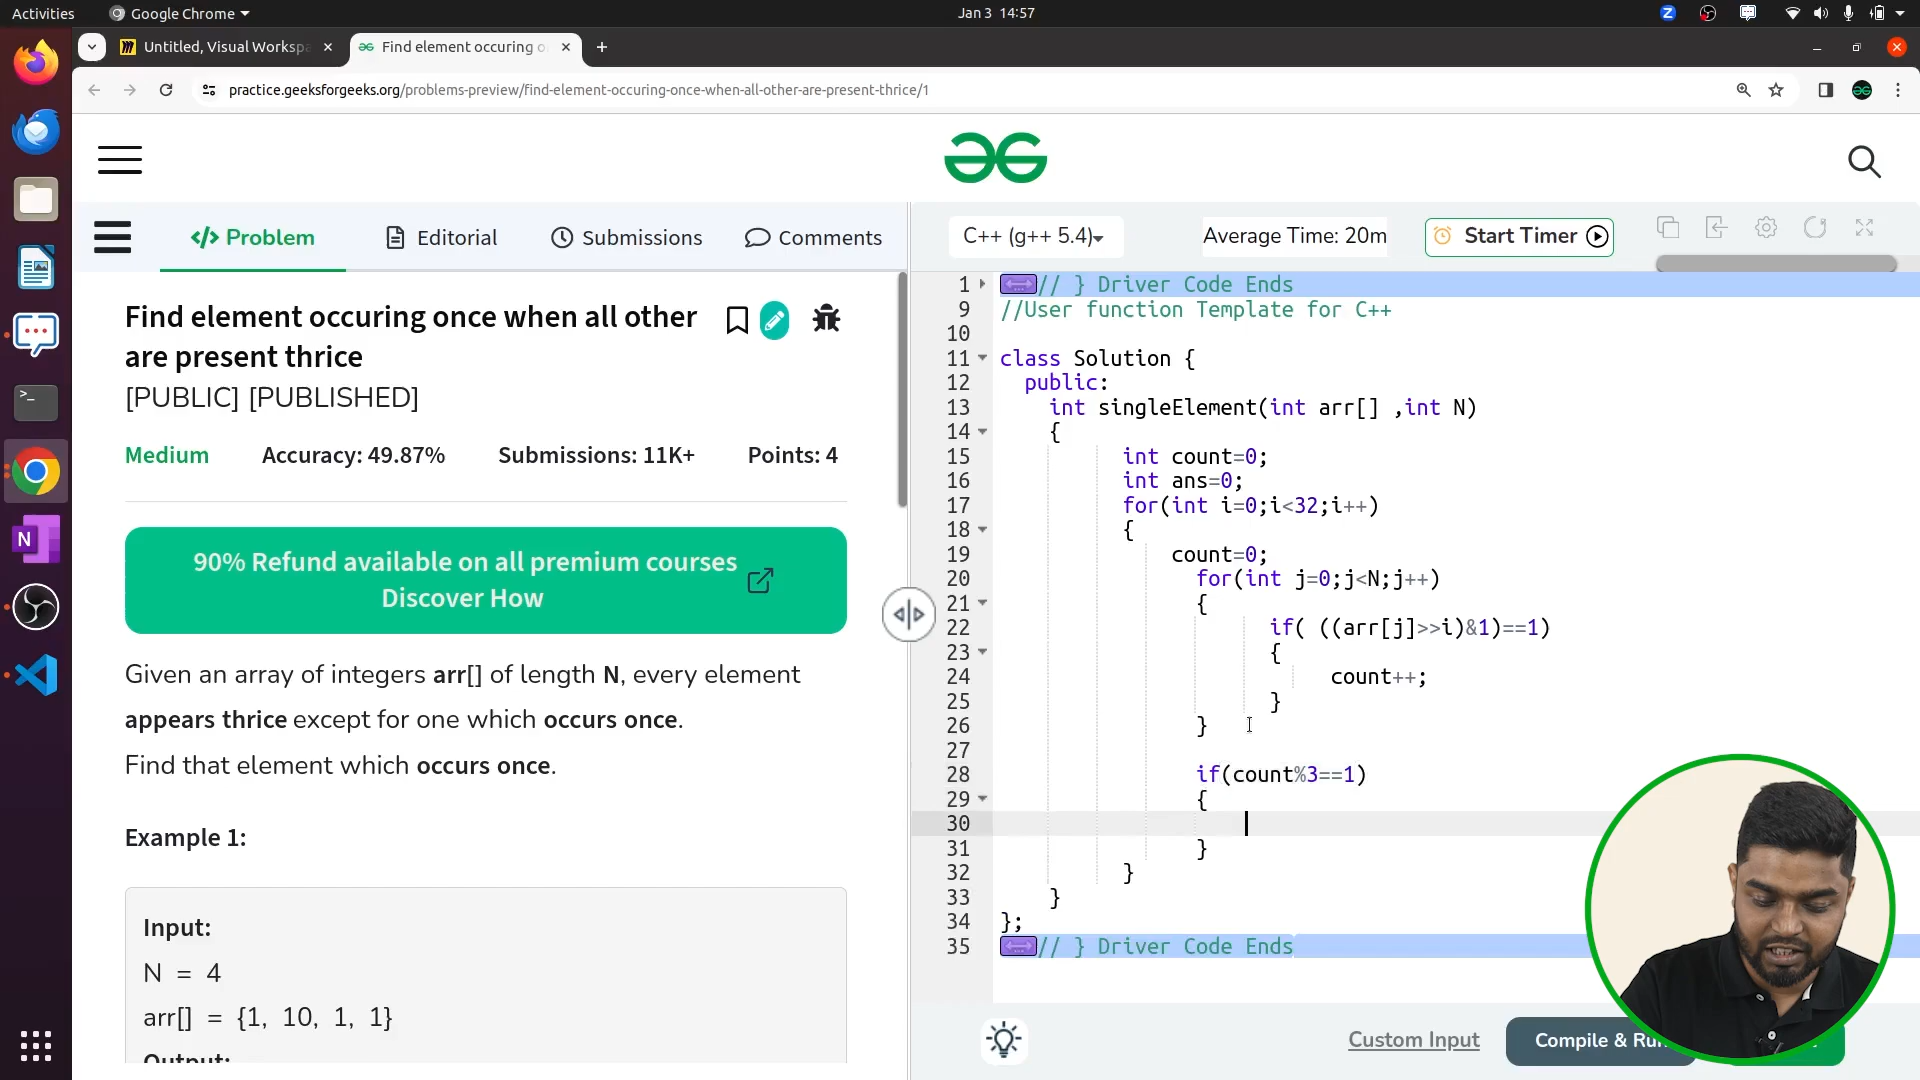 Activities
Google Chrome
Jan 3 14:57
Untitled, Visual Workspa
Find element occuring o
practice.geeksforgeeks.org/problems-preview/find-element-occuring-once-when-all-other-are-present-thrice/1
Problem
Editorial
Submissions
Comments
C++ (g++ 5.4)
Average Time: 20m
Start Timer
Find element occuring once when all other
are present thrice
[PUBLIC] [PUBLISHED]
Medium
Accuracy: 49.87%
Submissions: 11K+
Points: 4
90% Refund available on all premium courses
Discover How
Given an array of integers arr[] of length N, every element
appears thrice except for one which occurs once.
Find that element which occurs once.
Example 1:
Input:
N = 4
arr[] = {1, 10, 1, 1}
Output:
1 // } Driver Code Ends
9 //User function Template for C++
10
11 class Solution {
12 public:
13 int singleElement(int arr[] ,int N)
14 {
15 int count=0;
16 int ans=0;
17 for(int i=0;i<32;i++)
18 {
19 count=0;
20 for(int j=0;j<N;j++)
21 {
22 if( ((arr[j]>>i)&1)==1)
23 {
24 count++;
25 }
26 }
27
28 if(count%3==1)
29 {
30
31 }
32 }
33 }
34 };
35 // } Driver Code Ends
Custom Input
Compile & Run